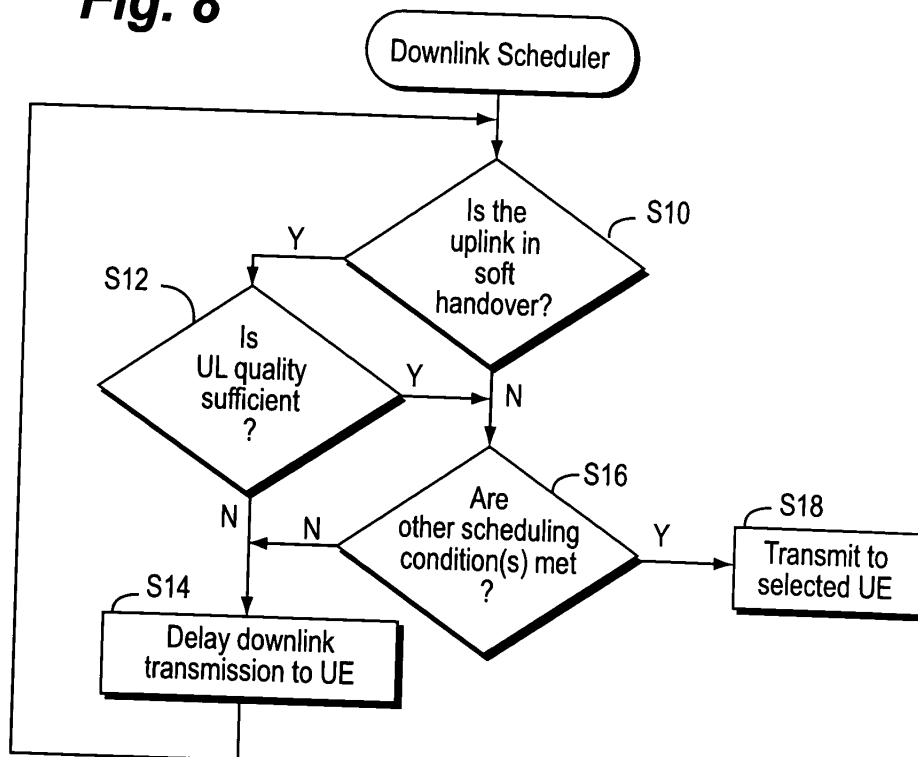 Fig. 8
Downlink Scheduler
Is the
uplink in
soft
handover?
S10
Y
S12
Is
UL quality
sufficient
?
Y
N
S16
Are
other scheduling
condition(s) met
?
N
N
Y
S18
Transmit to
selected UE
S14
Delay downlink
transmission to UE